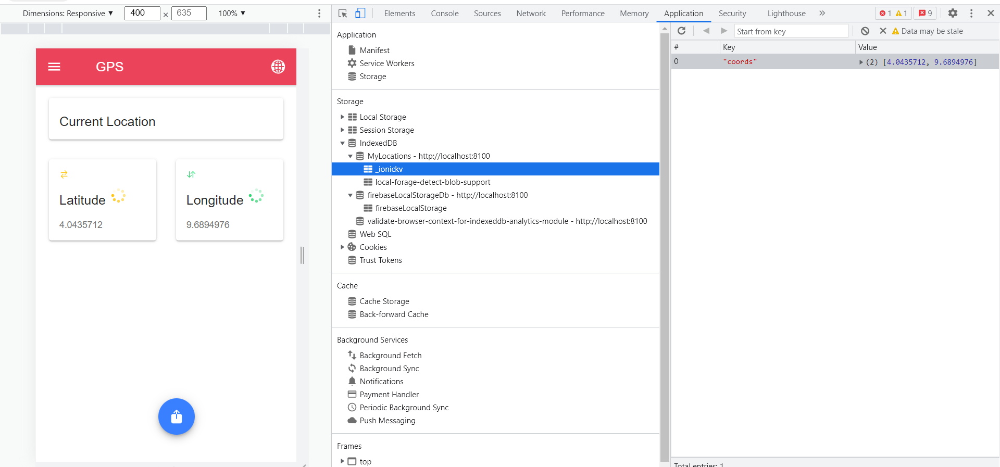 Dimensions: Responsive ▼ 400 × 635 100% ▼
Elements Console Sources Network Performance Memory Application Security Lighthouse » 1 1 9
GPS
Current Location
Latitude
4.0435712
Longitude
9.6894976
Application
Manifest
Service Workers
Storage
Storage
Local Storage
Session Storage
IndexedDB
MyLocations - http://localhost:8100
_ionickv
local-forage-detect-blob-support
firebaseLocalStorageDb - http://localhost:8100
firebaseLocalStorage
validate-browser-context-for-indexeddb-analytics-module - http://localhost:8100
Web SQL
Cookies
Trust Tokens
Cache
Cache Storage
Back-forward Cache
Background Services
Background Fetch
Background Sync
Notifications
Payment Handler
Periodic Background Sync
Push Messaging
Frames
top
Start from key Data may be stale
# Key Value
0 "coords" (2) [4.0435712, 9.6894976]
Total entries: 1